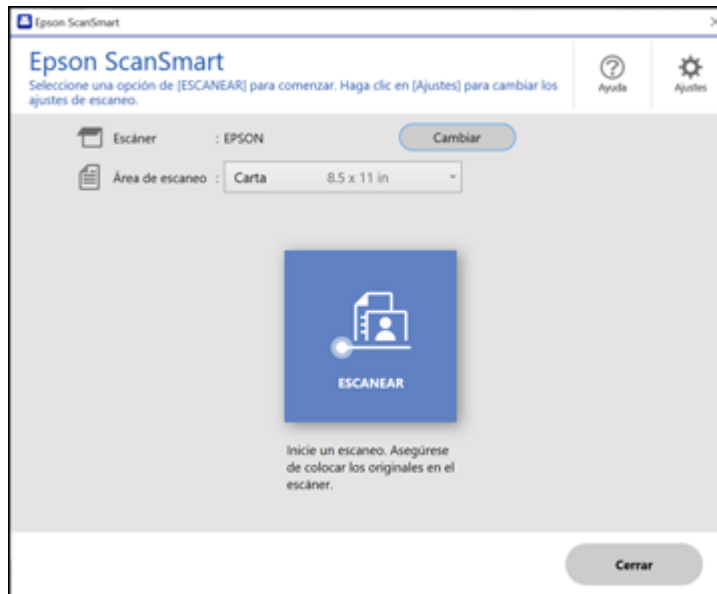 Epson ScanSmart
Epson ScanSmart
Seleccione una opción de [ESCANEAR] para comenzar. Haga clic en [Ajustes] para cambiar los
ajustes de escaneo.
Ayuda
Ajustes
Escáner : EPSON
Cambiar
Área de escaneo : Carta 8.5 x 11 in
ESCANEAR
Inicie un escaneo. Asegúrese
de colocar los originales en el
escáner.
Cerrar